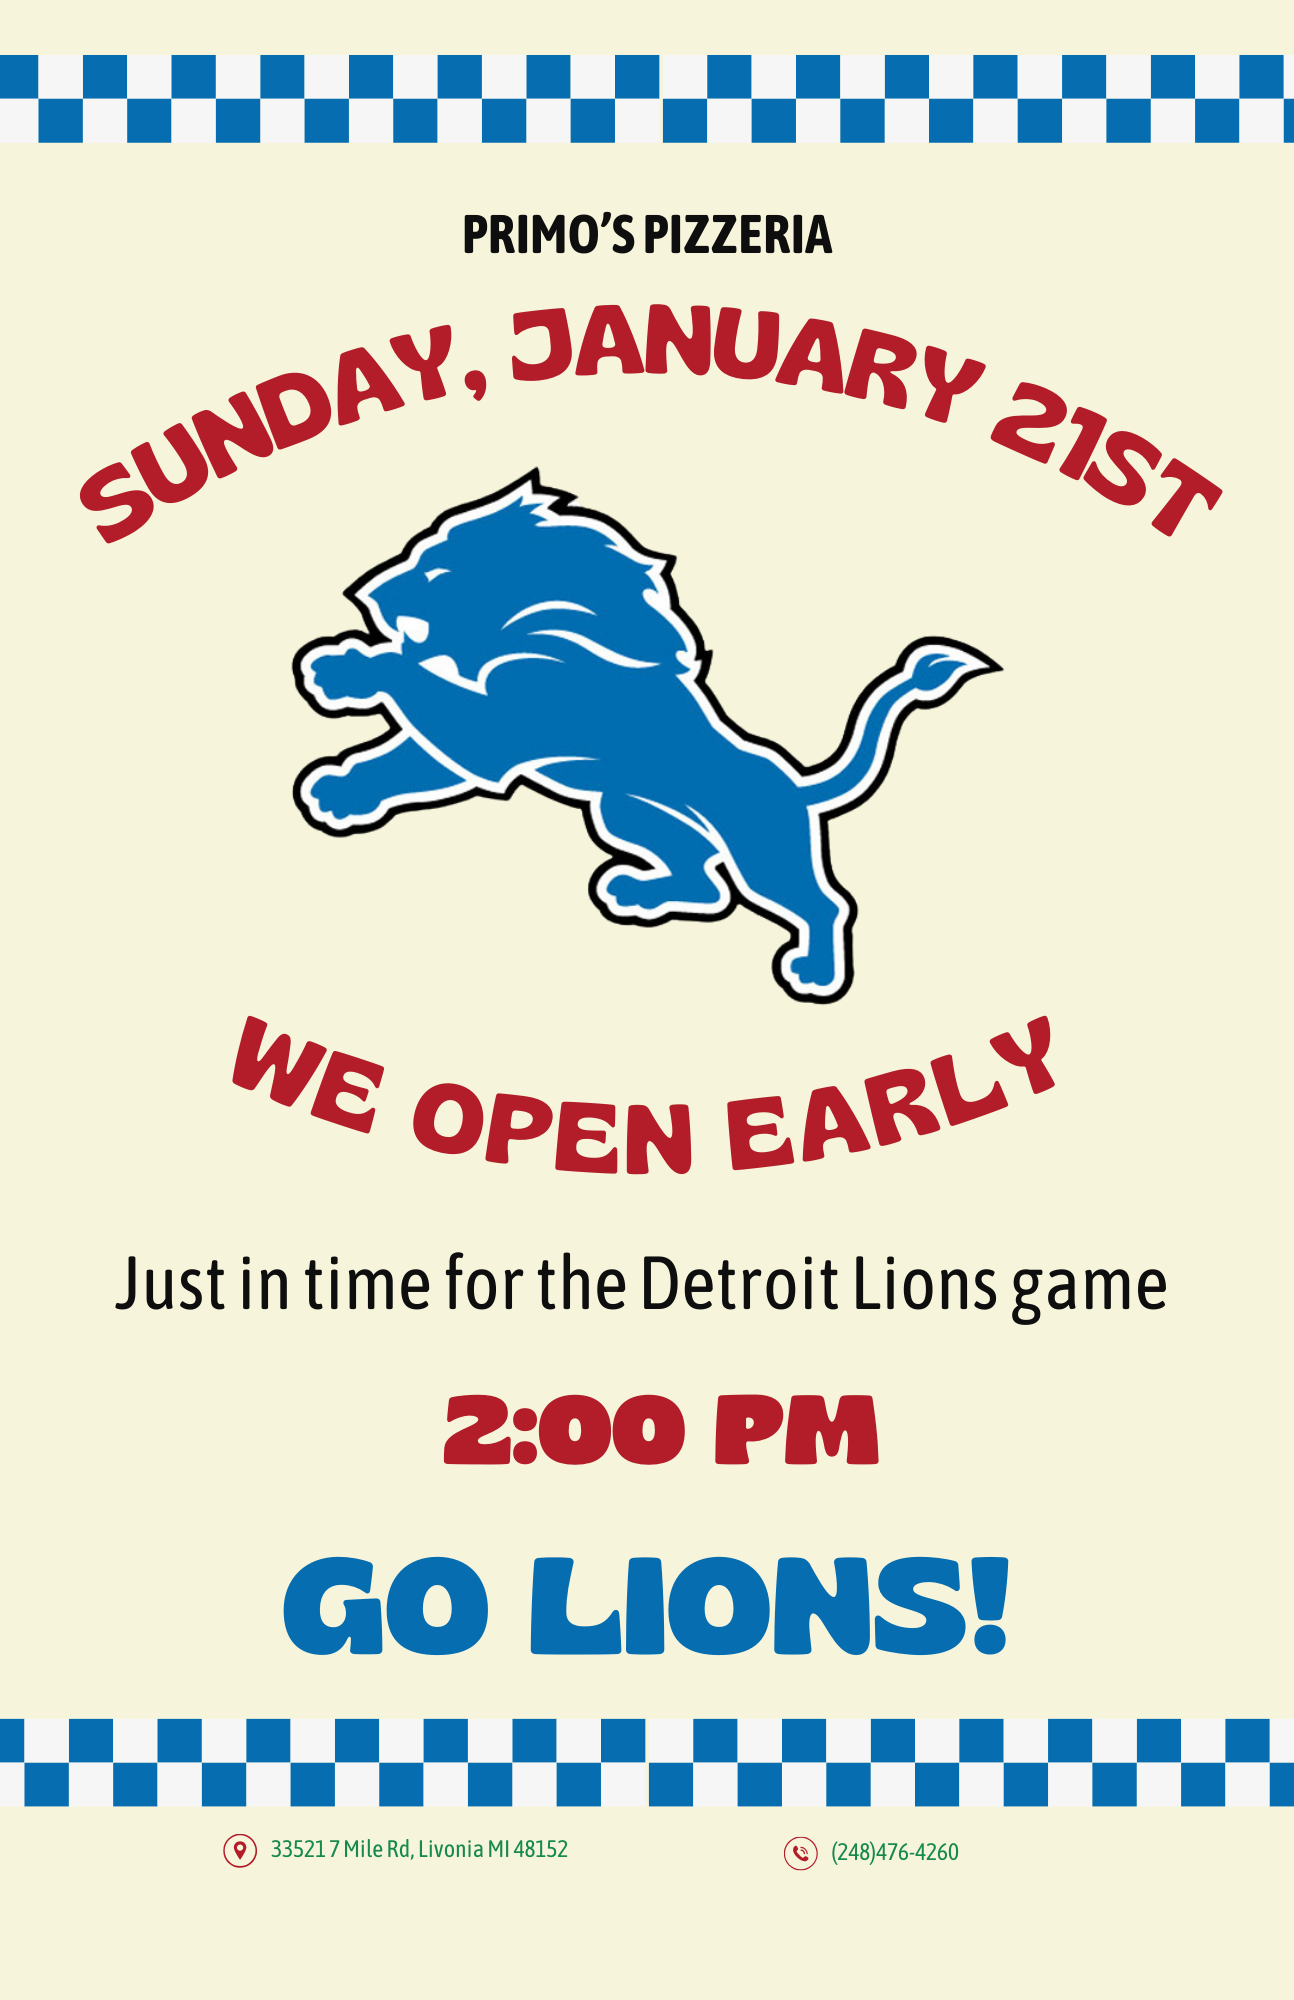 PRIMO'S PIZZERIA
SUNDAY, JANUARY 21ST
WE OPEN EARLY
Just in time for the Detroit Lions game
2:00 PM
GO LIONS!
33521 7 Mile Rd, Livonia MI 48152
(248)476-4260